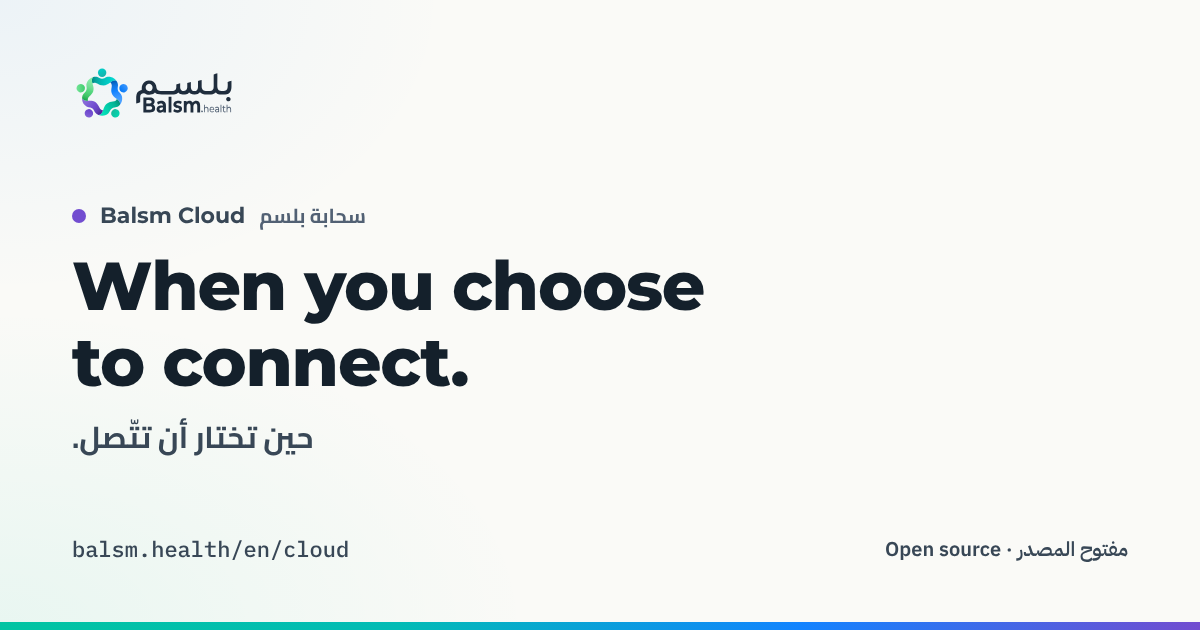 بلسم
Balsm.health
Balsm Cloud سحابة بلسم
When you choose
to connect.
حين تختار أن تتّصل.
balsm.health/en/cloud
Open source · مفتوح المصدر